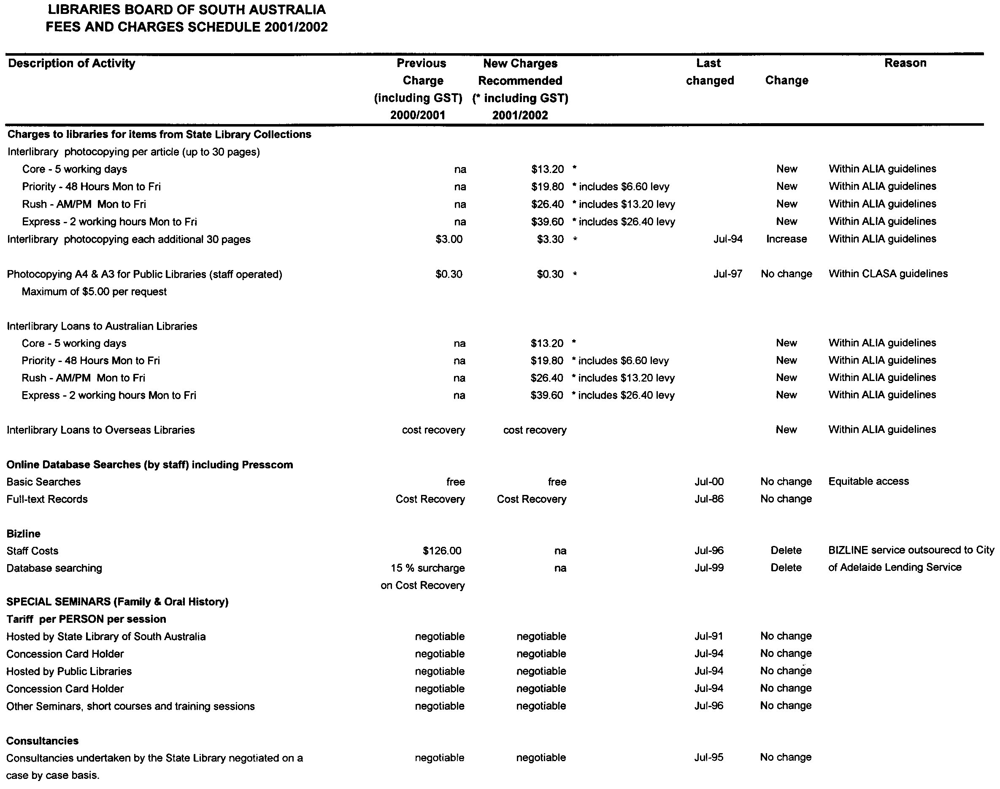 LIBRARIES BOARD OF SOUTH AUSTRALIA
FEES AND CHARGES SCHEDULE 2001/2002
Description of Activity Previous New Charges Last Reason
Charge Recommended changed Change
(including GST) (* including GST)
2000/2001 2001/2002
Charges to libraries for items from State Library Collections
Interlibrary photocopying per article (up to 30 pages)
Core - 5 working days na $13.20 * New Within ALIA guidelines
Priority - 48 Hours Mon to Fri na $19.80 * includes $6.60 levy New Within ALIA guidelines
Rush - AM/PM Mon to Fri na $26.40 * includes $13.20 levy New Within ALIA guidelines
Express - 2 working hours Mon to Fri na $39.60 * includes $26.40 levy New Within ALIA guidelines
Interlibrary photocopying each additional 30 pages $3.00 $3.30 * Jul-94 Increase Within ALIA guidelines
Photocopying A4 & A3 for Public Libraries (staff operated) $0.30 $0.30 * Jul-97 No change Within CLASA guidelines
Maximum of $5.00 per request
Interlibrary Loans to Australian Libraries
Core - 5 working days na $13.20 * New Within ALIA guidelines
Priority - 48 Hours Mon to Fri na $19.80 * includes $6.60 levy New Within ALIA guidelines
Rush - AM/PM Mon to Fri na $26.40 * includes $13.20 levy New Within ALIA guidelines
Express - 2 working hours Mon to Fri na $39.60 * includes $26.40 levy New Within ALIA guidelines
Interlibrary Loans to Overseas Libraries cost recovery cost recovery New Within ALIA guidelines
Online Database Searches (by staff) including Presscom
Basic Searches free free Jul-00 No change Equitable access
Full-text Records Cost Recovery Cost Recovery Jul-86 No change
Bizline
Staff Costs $126.00 na Jul-96 Delete BIZLINE service outsourecd to City
Database searching 15 % surcharge na Jul-99 Delete of Adelaide Lending Service
on Cost Recovery
SPECIAL SEMINARS (Family & Oral History)
Tariff per PERSON per session
Hosted by State Library of South Australia negotiable negotiable Jul-91 No change
Concession Card Holder negotiable negotiable Jul-94 No change
Hosted by Public Libraries negotiable negotiable Jul-94 No change
Concession Card Holder negotiable negotiable Jul-94 No change
Other Seminars, short courses and training sessions negotiable negotiable Jul-96 No change
Consultancies
Consultancies undertaken by the State Library negotiated on a negotiable negotiable Jul-95 No change
case by case basis.